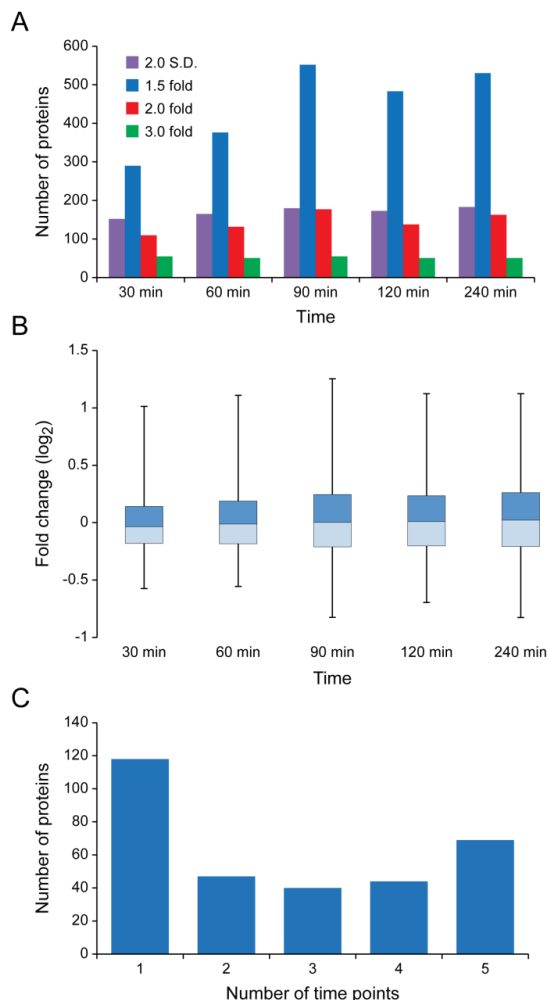 A
600
500
400
300
200
100
0
Number of proteins
2.0 S.D.
1.5 fold
2.0 fold
3.0 fold
30 min 60 min 90 min 120 min 240 min
Time
B
1.5
1
0.5
0
-0.5
-1
Fold change (log2)
30 min 60 min 90 min 120 min 240 min
Time
C
140
120
100
80
60
40
20
0
Number of proteins
1 2 3 4 5
Number of time points